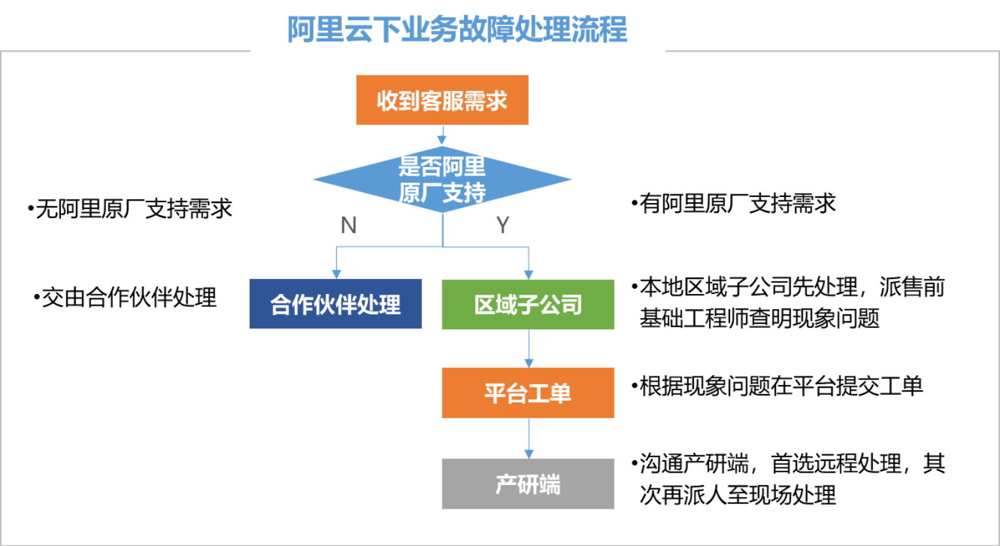 阿里云下业务故障处理流程
收到客服需求
是否阿里
原厂支持
•无阿里原厂支持需求
•有阿里原厂支持需求
N
Y
•交由合作伙伴处理
合作伙伴处理
区域子公司
•本地区域子公司先处理，派售前
基础工程师查明现象问题
平台工单
•根据现象问题在平台提交工单
产研端
•沟通产研端，首选远程处理，其
次再派人至现场处理